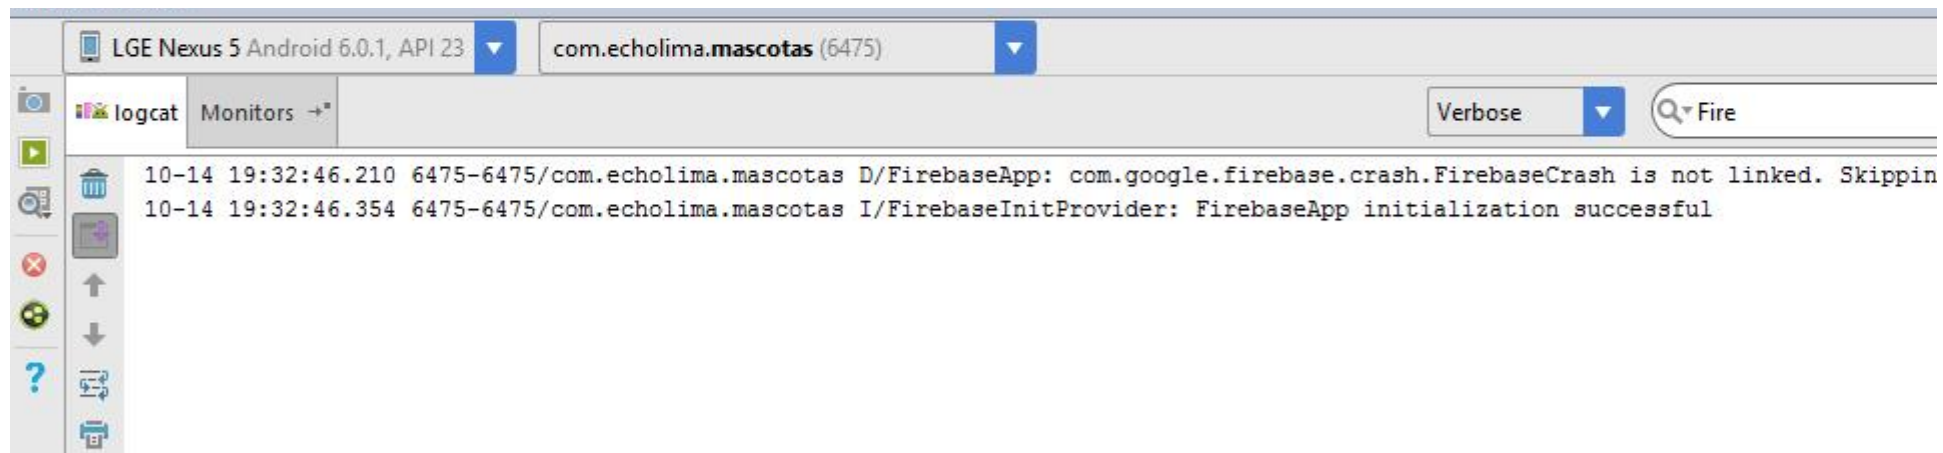 LGE Nexus 5 Android 6.0.1, API 23 com.echolima.mascotas (6475)
logcat Monitors Verbose Fire
10-14 19:32:46.210 6475-6475/com.echolima.mascotas D/FirebaseApp: com.google.firebase.crash.FirebaseCrash is not linked. Skippin
10-14 19:32:46.354 6475-6475/com.echolima.mascotas I/FirebaseInitProvider: FirebaseApp initialization successful
?